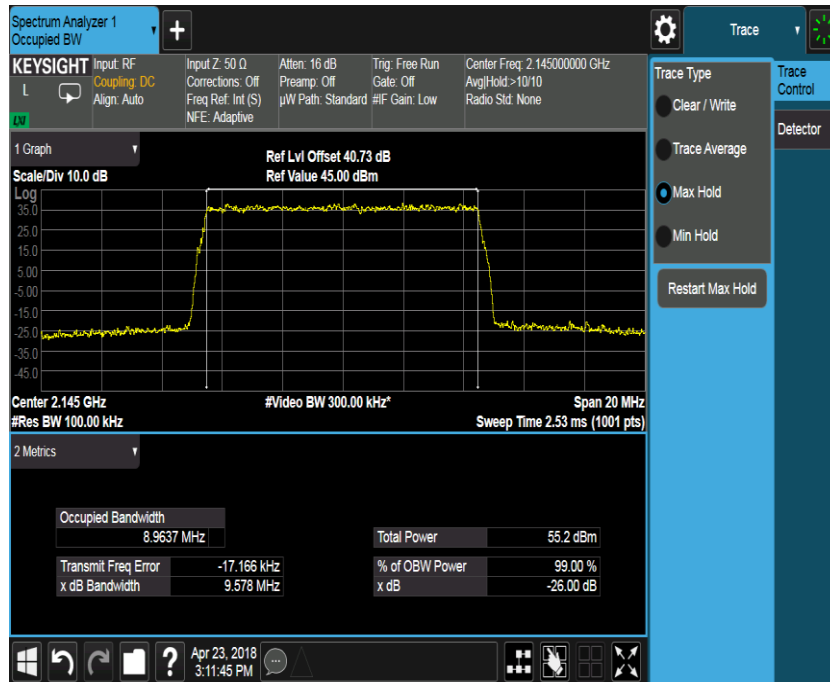 Spectrum Analyzer 1
Occupied BW
+
Trace
KEYSIGHT
L
LXI
Input: RF
Coupling: DC
Align: Auto
Input Z: 50 Ω
Corrections: Off
Freq Ref: Int (S)
NFE: Adaptive
Atten: 16 dB
Preamp: Off
µW Path: Standard
Trig: Free Run
Gate: Off
#IF Gain: Low
Center Freq: 2.145000000 GHz
Avg|Hold:>10/10
Radio Std: None
1 Graph
Scale/Div 10.0 dB
Ref Lvl Offset 40.73 dB
Ref Value 45.00 dBm
Log
35.0
25.0
15.0
5.00
-5.00
-15.0
-25.0
-35.0
-45.0
Center 2.145 GHz
#Res BW 100.00 kHz
#Video BW 300.00 kHz*
Span 20 MHz
Sweep Time 2.53 ms (1001 pts)
2 Metrics
Occupied Bandwidth
8.9637 MHz
Total Power 55.2 dBm
Transmit Freq Error -17.166 kHz
% of OBW Power 99.00 %
x dB Bandwidth 9.578 MHz
x dB -26.00 dB
Trace Type
Clear / Write
Trace Average
Max Hold
Min Hold
Restart Max Hold
Trace
Control
Detector
?
Apr 23, 2018
3:11:45 PM